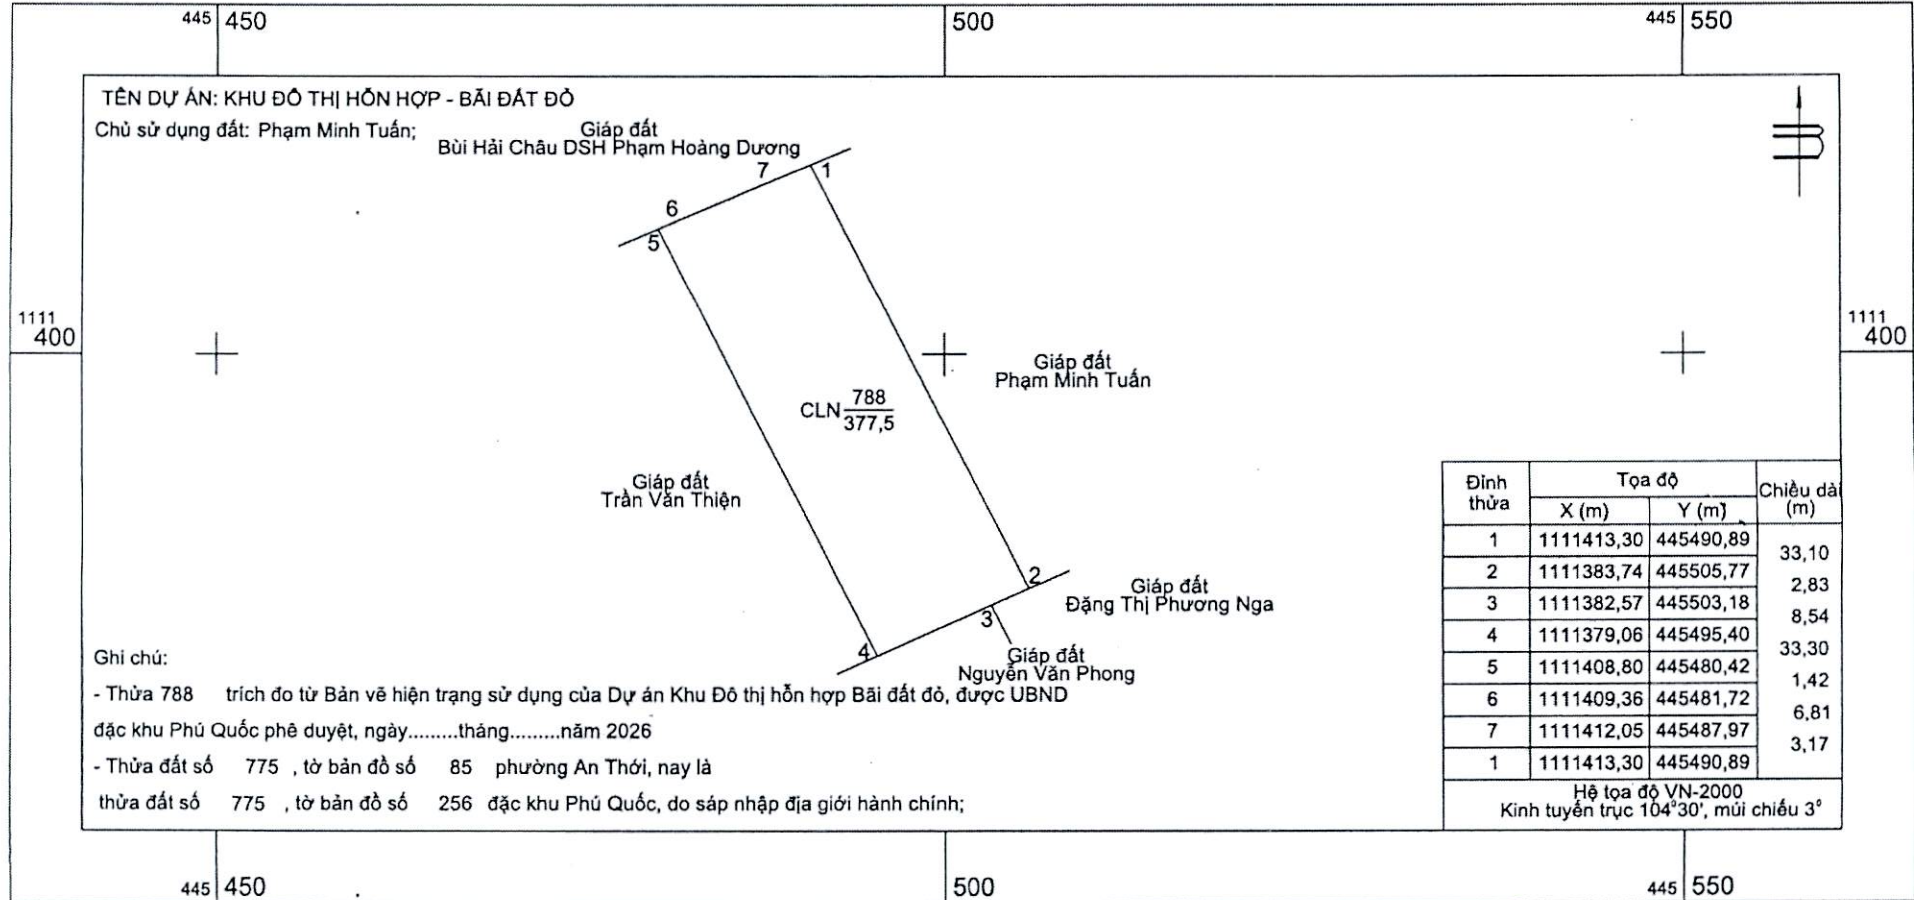 445 450
500
445 550
TÊN DỰ ÁN: KHU ĐÔ THỊ HỖN HỢP - BÃI ĐẤT ĐỎ
Chủ sử dụng đất: Phạm Minh Tuấn;
Giáp đất
Bùi Hải Châu DSH Phạm Hoàng Dương
7
1
6
5
1111
400
1111
400
Giáp đất
Phạm Minh Tuấn
CLN 788
377,5
Giáp đất
Trần Văn Thiện
2
Giáp đất
Đặng Thị Phương Nga
3
4
Giáp đất
Nguyễn Văn Phong
Đỉnh thửa Tọa độ Chiều dài (m)
X (m) Y (m)
1 1111413,30 445490,89
33,10
2 1111383,74 445505,77
2,83
3 1111382,57 445503,18
8,54
4 1111379,06 445495,40
33,30
5 1111408,80 445480,42
1,42
6 1111409,36 445481,72
6,81
7 1111412,05 445487,97
3,17
1 1111413,30 445490,89
Hệ tọa độ VN-2000
Kinh tuyến trục 104°30', múi chiếu 3°
Ghi chú:
- Thửa 788 trích đo từ Bản vẽ hiện trạng sử dụng của Dự án Khu Đô thị hỗn hợp Bãi đất đỏ, được UBND
đặc khu Phú Quốc phê duyệt, ngày.........tháng.........năm 2026
- Thửa đất số 775 , tờ bản đồ số 85 phường An Thới, nay là
thửa đất số 775 , tờ bản đồ số 256 đặc khu Phú Quốc, do sáp nhập địa giới hành chính;
445 450
500
445 550